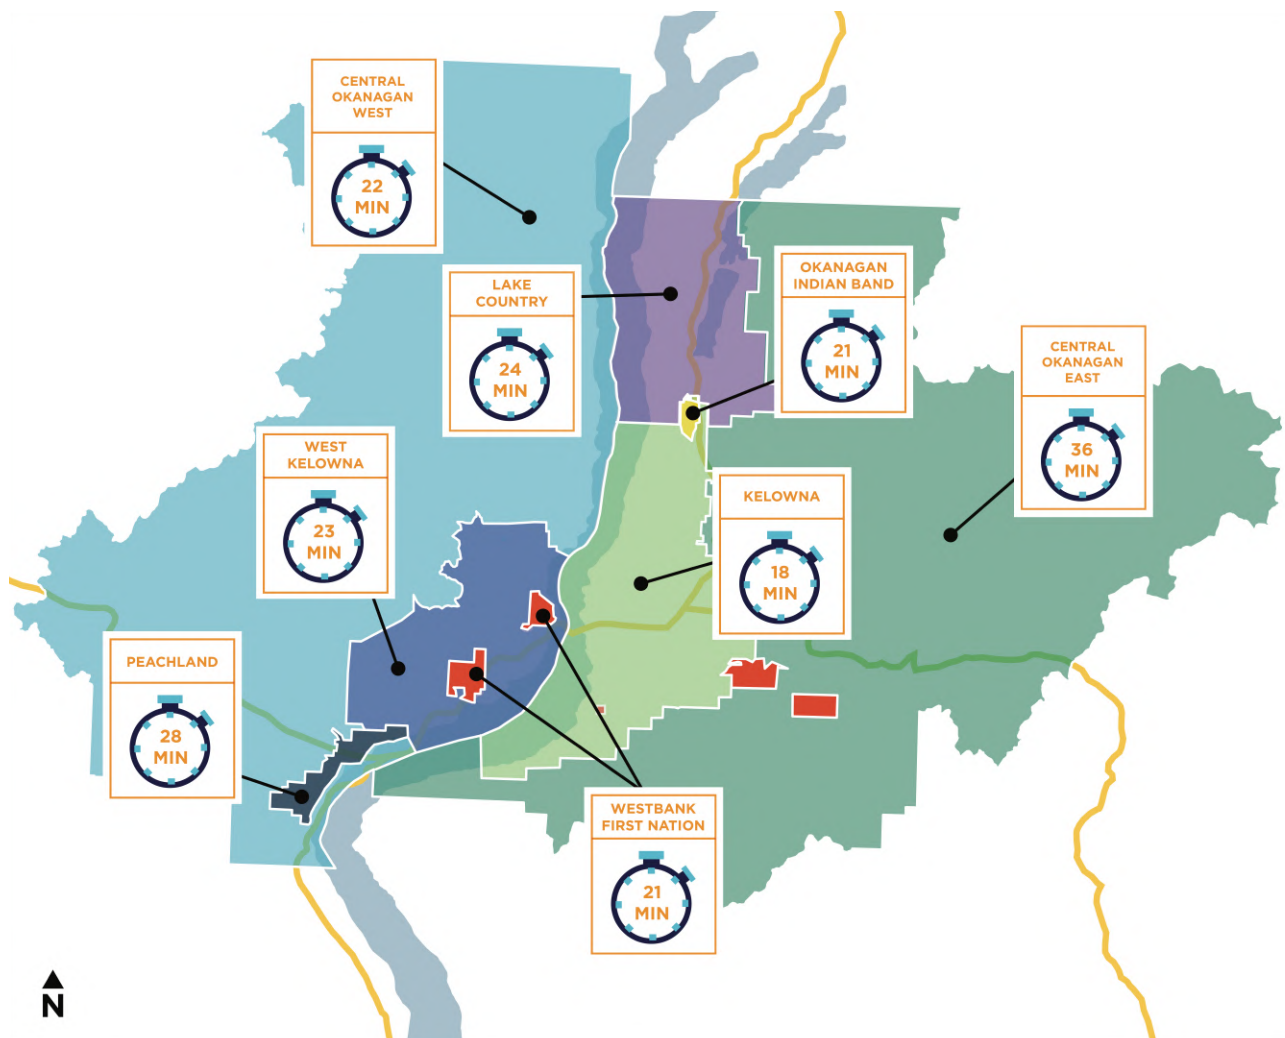 CENTRAL
OKANAGAN
WEST
22
MIN
LAKE
COUNTRY
24
MIN
OKANAGAN
INDIAN BAND
21
MIN
CENTRAL
OKANAGAN
EAST
36
MIN
WEST
KELOWNA
23
MIN
KELOWNA
18
MIN
PEACHLAND
28
MIN
WESTBANK
FIRST NATION
21
MIN
N